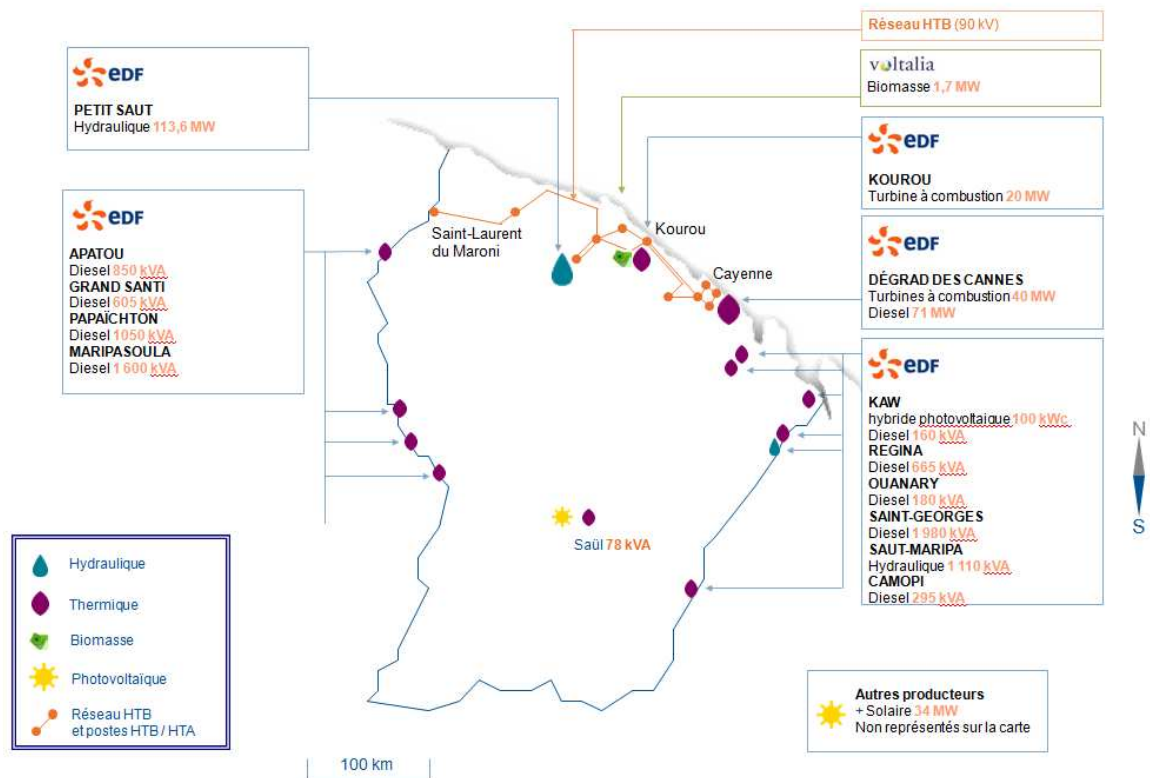 Réseau HTB (90 kV)
voltalia
Biomasse 1,7 MW
eDF
PETIT SAUT
Hydraulique 113,6 MW
eDF
KOUROU
Turbine à combustion 20 MW
eDF
APATOU
Diesel 850 kVA
GRAND SANTI
Diesel 605 kVA
PAPAÏCHTON
Diesel 1050 kVA
MARIPASOULA
Diesel 1 600 kVA
Saint-Laurent
du Maroni
Kourou
Cayenne
eDF
DÉGRAD DES CANNES
Turbines à combustion 40 MW
Diesel 71 MW
eDF
KAW
hybride photovoltaique 100 kWc
Diesel 160 kVA
REGINA
Diesel 665 kVA
OUANARY
Diesel 180 kVA
SAINT-GEORGES
Diesel 1 980 kVA
SAUT-MARIPA
Hydraulique 1 110 kVA
CAMOPI
Diesel 295 kVA
N
S
Saül 78 kVA
Hydraulique
Thermique
Biomasse
Photovoltaïque
Réseau HTB
et postes HTB / HTA
Autres producteurs
+ Solaire 34 MW
Non représentés sur la carte
100 km